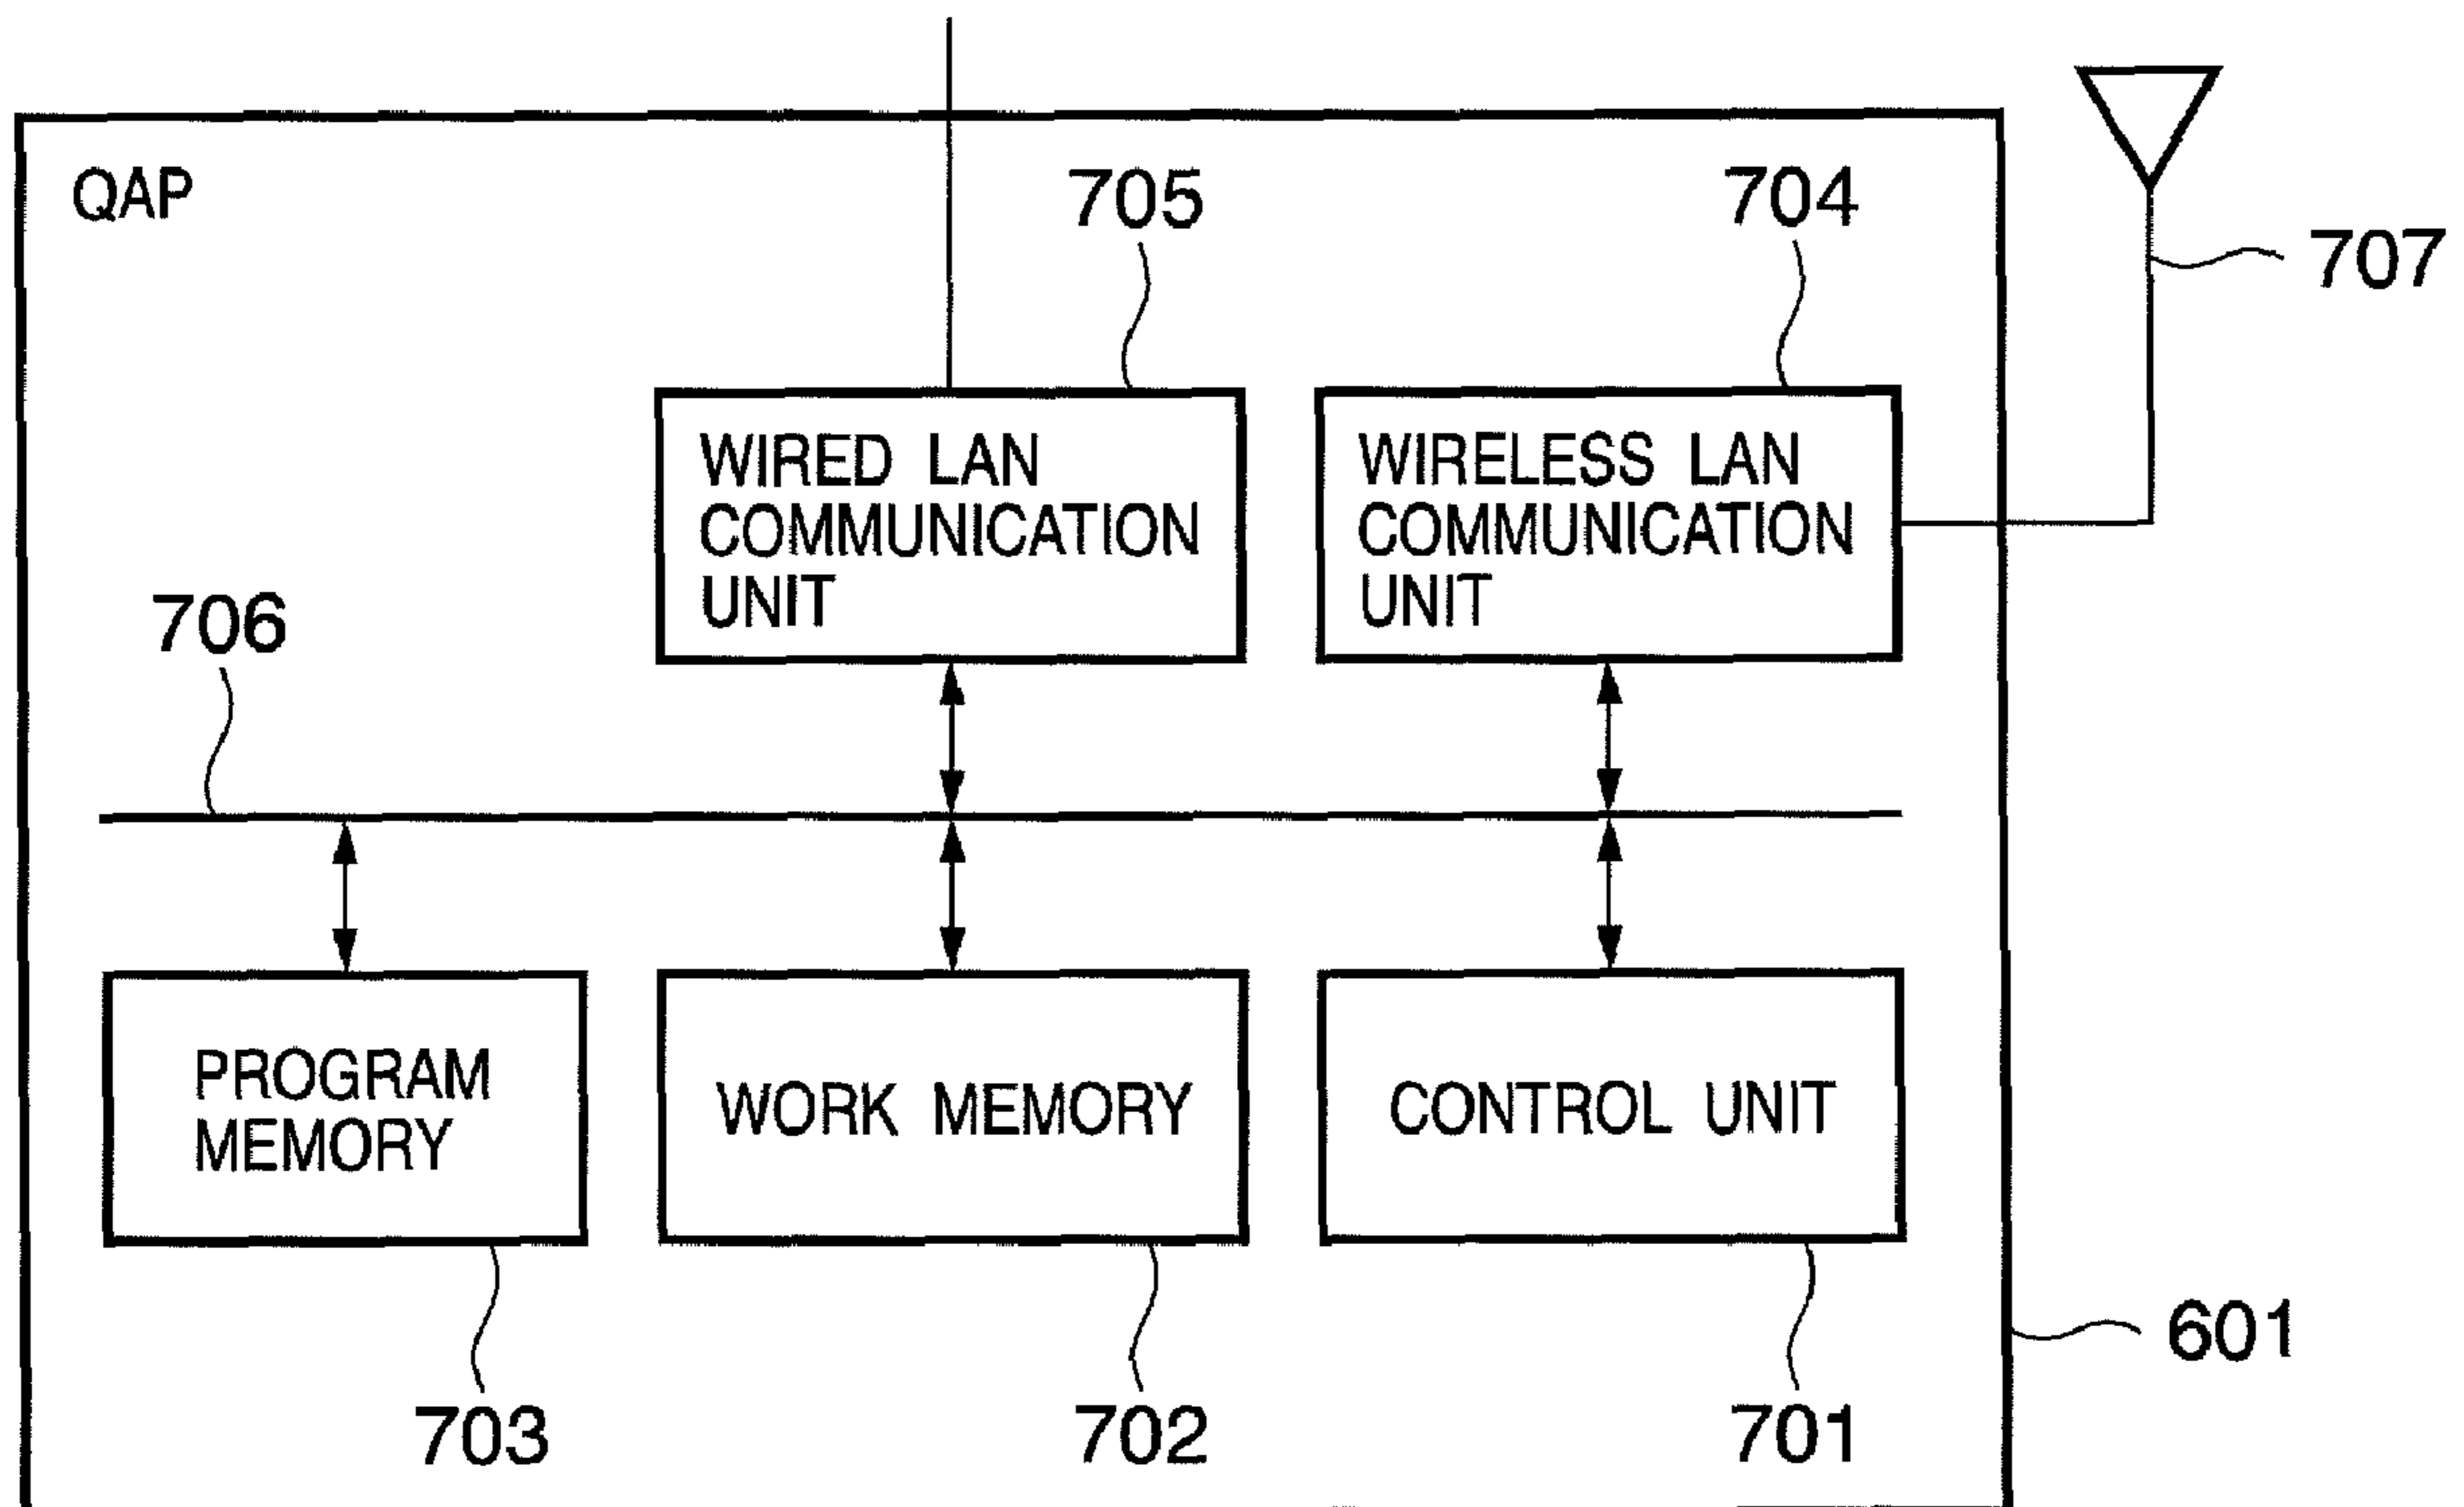 QAP
705
704
707
WIRED LAN
COMMUNICATION
UNIT
WIRELESS LAN
COMMUNICATION
UNIT
706
PROGRAM
MEMORY
WORK MEMORY
CONTROL UNIT
601
703
702
701